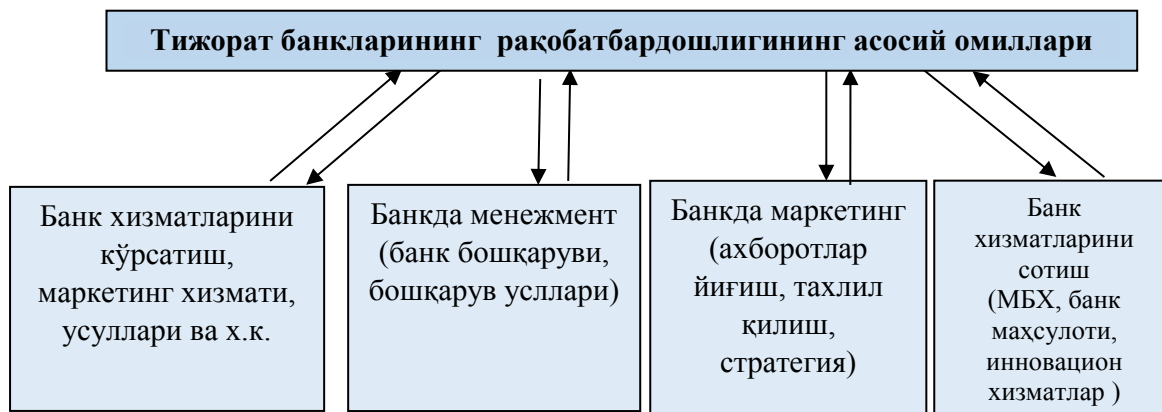 Тижорат банкларининг рақобатбардошлигининг асосий омиллари
Банк хизматларини
кўрсатиш,
маркетинг хизмати,
усуллари ва х.к.
Банкда менежмент
(банк бошқаруви,
бошқарув усллари)
Банкда маркетинг
(ахборотлар
йиғиш, тахлил
қилиш,
стратегия)
Банк
хизматларини
сотиш
(МБХ, банк
маҳсулоти,
инновацион
хизматлар )